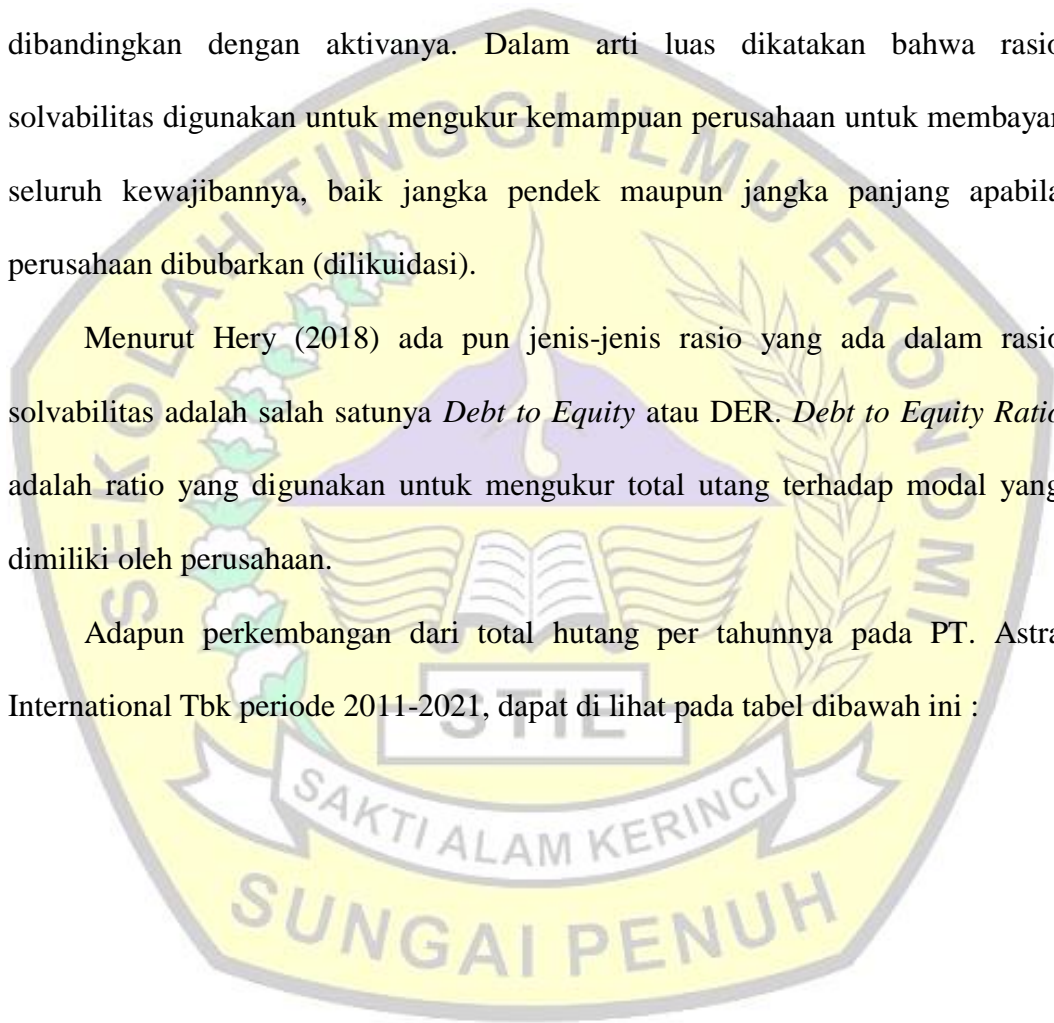 dibandingkan dengan aktivanya. Dalam arti luas dikatakan bahwa rasio
solvabilitas digunakan untuk mengukur kemampuan perusahaan untuk membayar
seluruh kewajibannya, baik jangka pendek maupun jangka panjang apabila
perusahaan dibubarkan (dilikuidasi).
Menurut Hery (2018) ada pun jenis-jenis rasio yang ada dalam rasio
solvabilitas adalah salah satunya Debt to Equity atau DER. Debt to Equity Ratio
adalah ratio yang digunakan untuk mengukur total utang terhadap modal yang
dimiliki oleh perusahaan.
Adapun perkembangan dari total hutang per tahunnya pada PT. Astra
International Tbk periode 2011-2021, dapat di lihat pada tabel dibawah ini :
SEKOLAH TINGGI ILMU EKONOMI
STIE
SAKTI ALAM KERINCI
SUNGAI PENUH